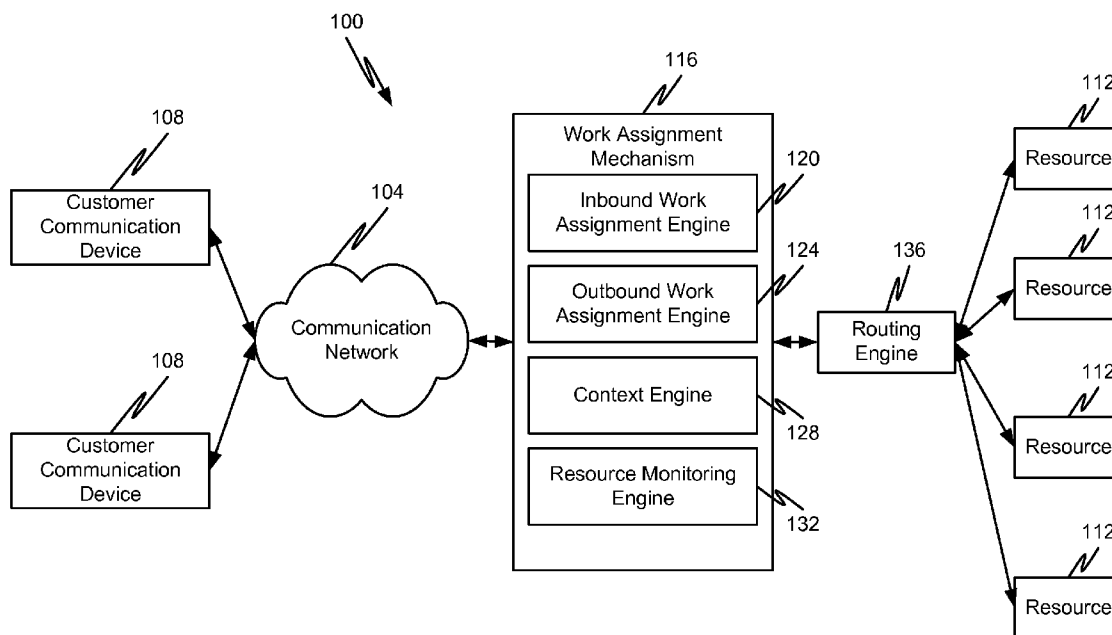 100
108
Customer
Communication
Device
108
Customer
Communication
Device
104
Communication
Network
116
Work Assignment
Mechanism
120
Inbound Work
Assignment Engine
124
Outbound Work
Assignment Engine
Context Engine
128
Resource Monitoring
Engine
132
136
Routing
Engine
112
Resource
112
Resource
112
Resource
112
Resource